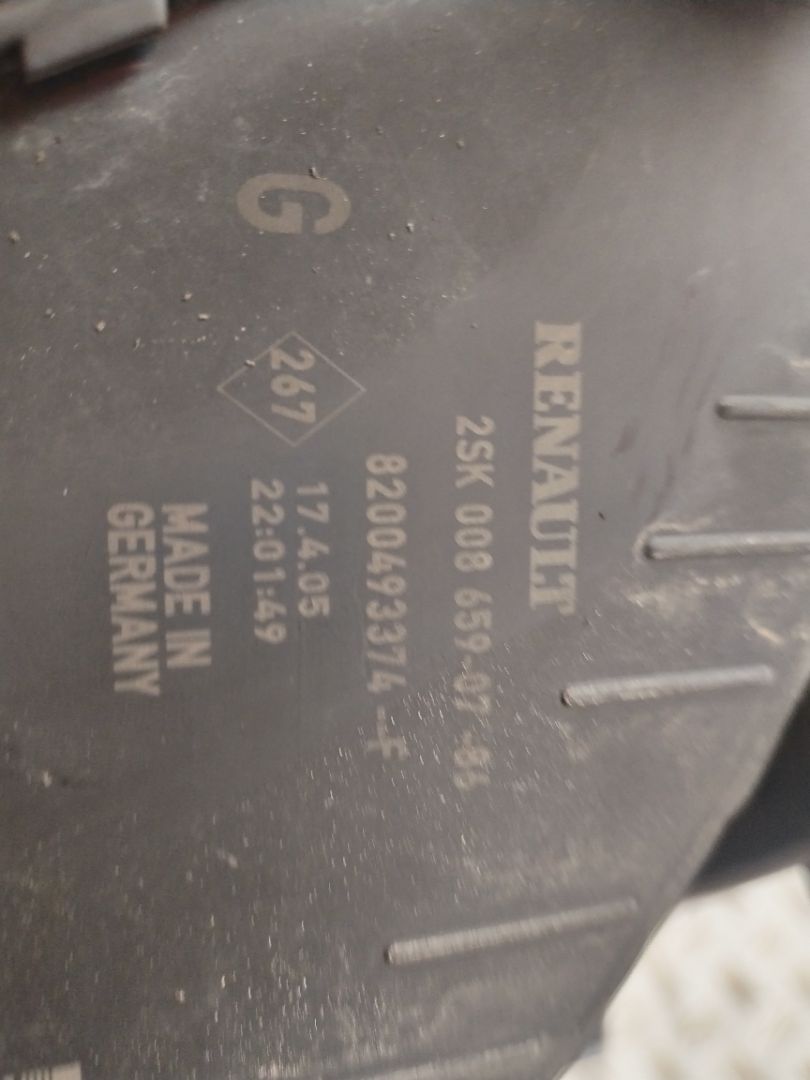 RENAULT
2SK 008 659-07
8200493374
17.4.05
22:01:49
MADE IN
GERMANY
267
G